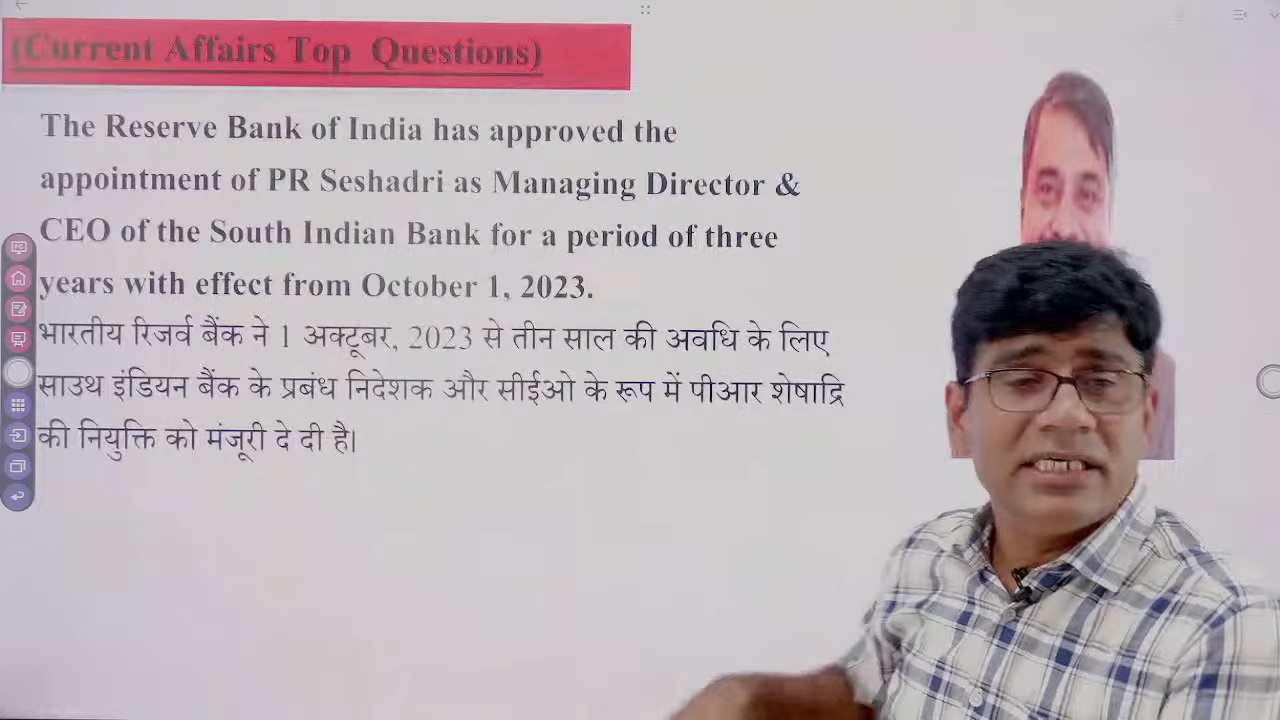 (Current Affairs Top Questions)
The Reserve Bank of India has approved the
appointment of PR Seshadri as Managing Director &
CEO of the South Indian Bank for a period of three
years with effect from October 1, 2023.
भारतीय रिजर्व बैंक ने 1 अक्टूबर, 2023 से तीन साल की अवधि के लिए
साउथ इंडियन बैंक के प्रबंध निदेशक और सीईओ के रूप में पीआर शेषाद्रि
की नियुक्ति को मंजूरी दे दी है।